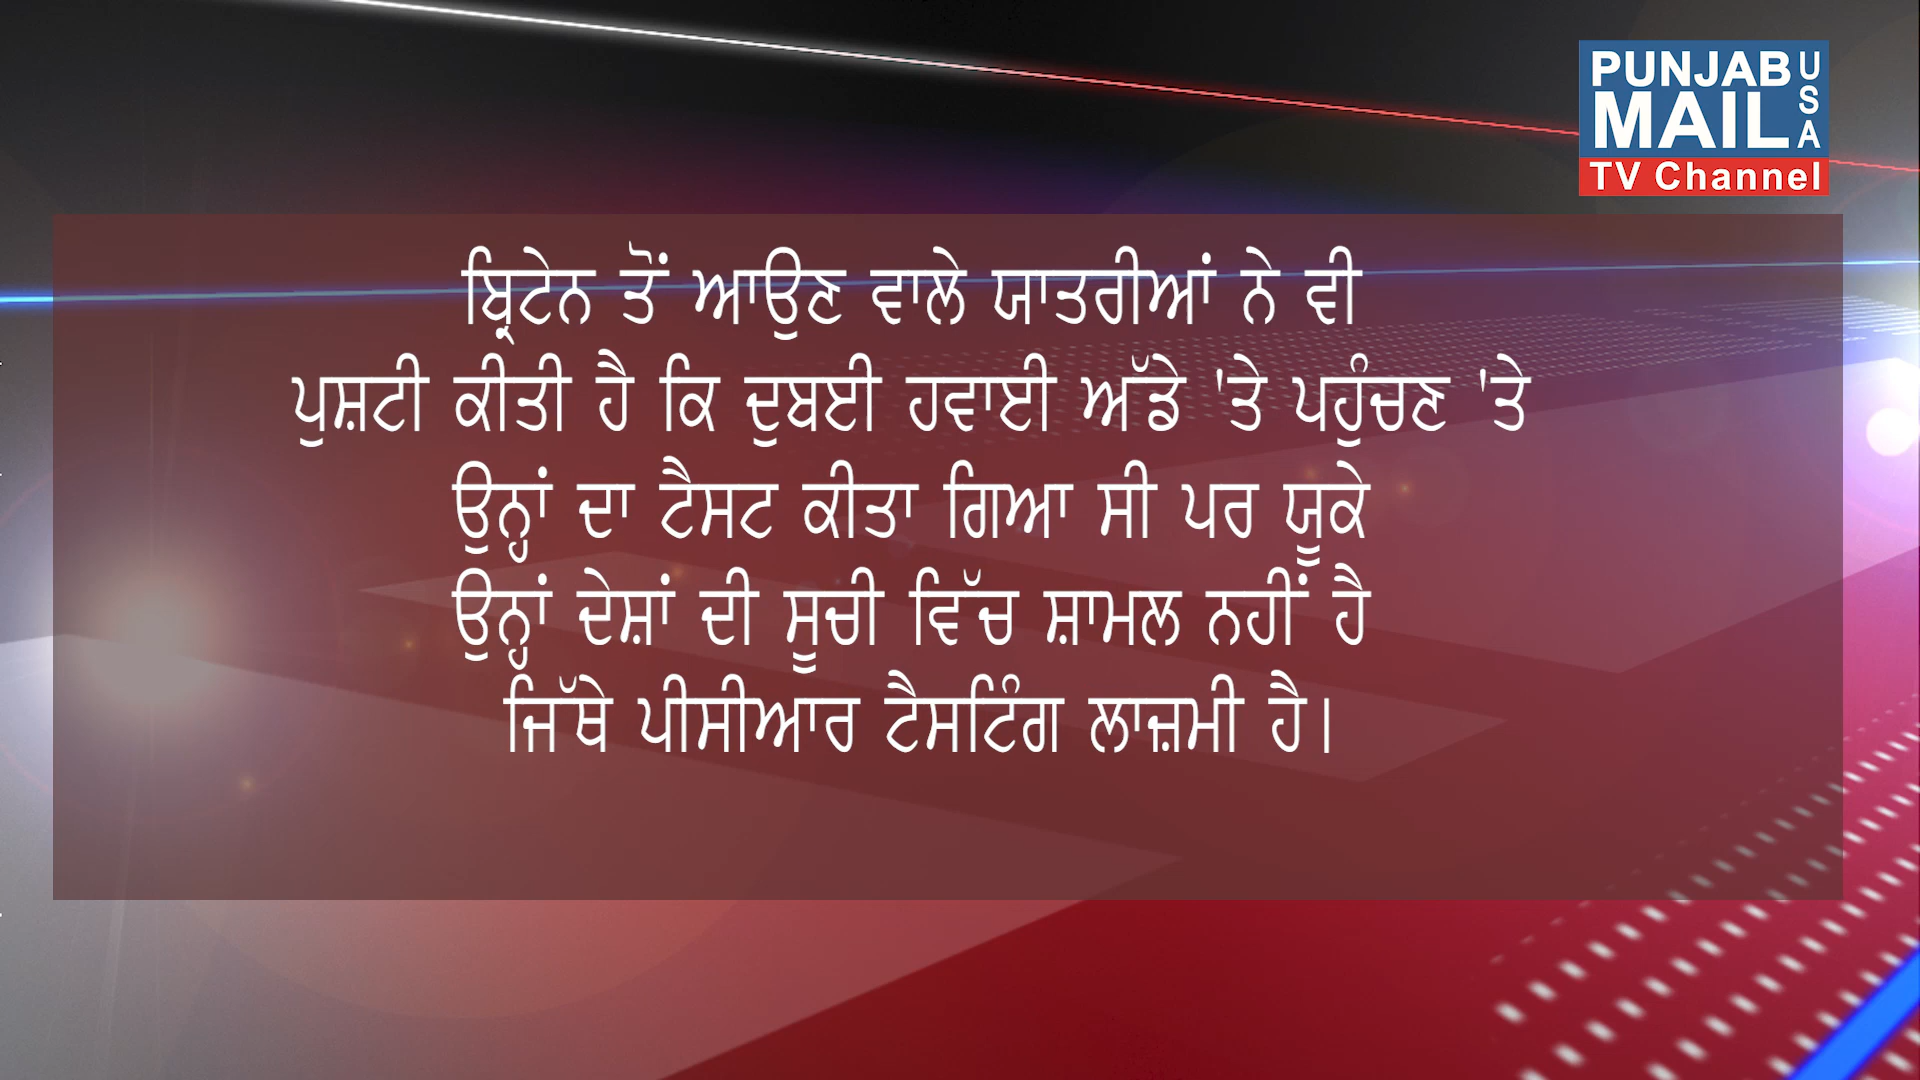 PUNJAB
MAIL
USA
TV Channel
ਬ੍ਰਿਟੇਨ ਤੋਂ ਆਉਣ ਵਾਲੇ ਯਾਤਰੀਆਂ ਨੇ ਵੀ
ਪੁਸ਼ਟੀ ਕੀਤੀ ਹੈ ਕਿ ਦੁਬਈ ਹਵਾਈ ਅੱਡੇ 'ਤੇ ਪਹੁੰਚਣ 'ਤੇ
ਉਨ੍ਹਾਂ ਦਾ ਟੈਸਟ ਕੀਤਾ ਗਿਆ ਸੀ ਪਰ ਯੂਕੇ
ਉਨ੍ਹਾਂ ਦੇਸ਼ਾਂ ਦੀ ਸੂਚੀ ਵਿੱਚ ਸ਼ਾਮਲ ਨਹੀਂ ਹੈ
ਜਿੱਥੇ ਪੀਸੀਆਰ ਟੈਸਟਿੰਗ ਲਾਜ਼ਮੀ ਹੈ।